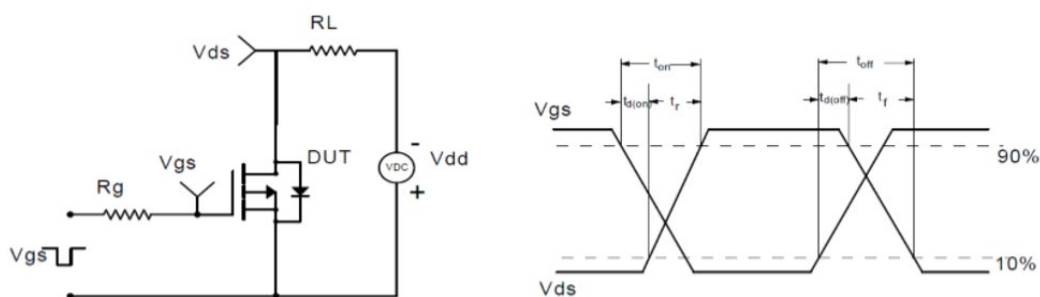 RL
Vds
Vgs
DUT
-
VDC
Vdd
+
Rg
Vgs
ton
toff
td(on)
tr
td(off)
tf
Vgs
90%
10%
Vds